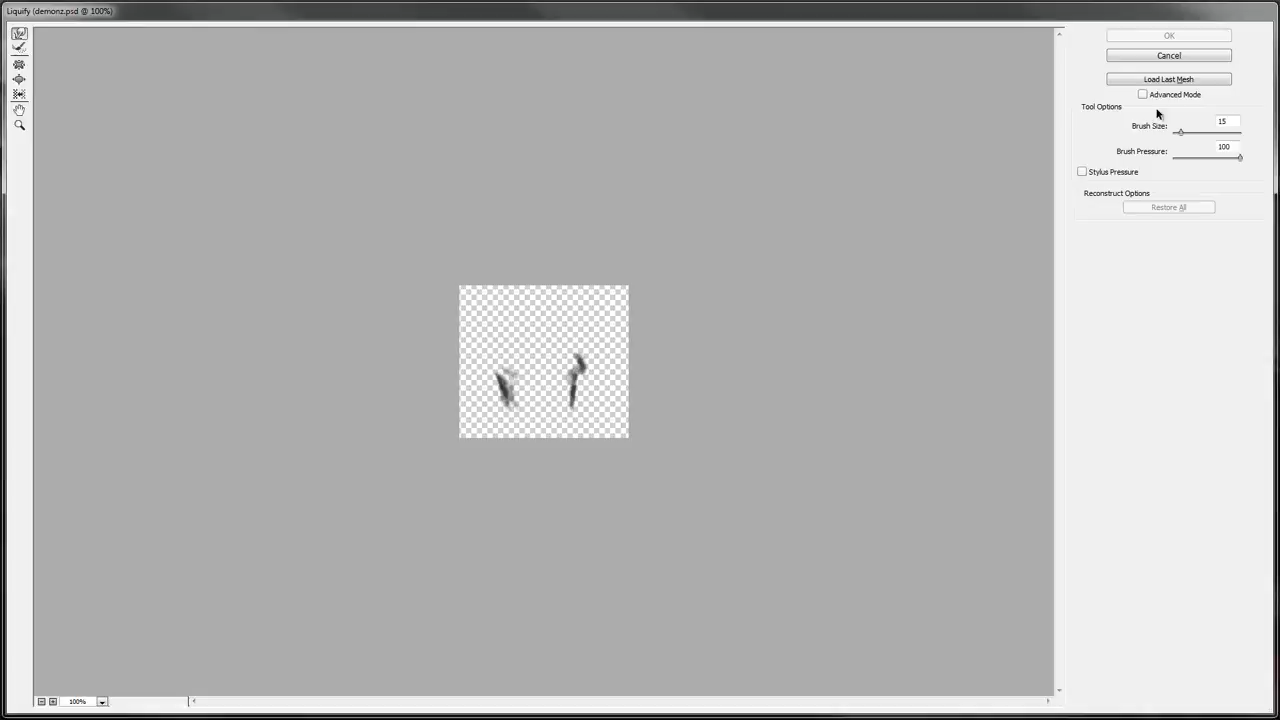 Liquify (demonz.psd @ 100%)
OK
Cancel
Load Last Mesh
Advanced Mode
Tool Options
Brush Size: 15
Brush Pressure: 100
Stylus Pressure
Reconstruct Options
Restore All
100%